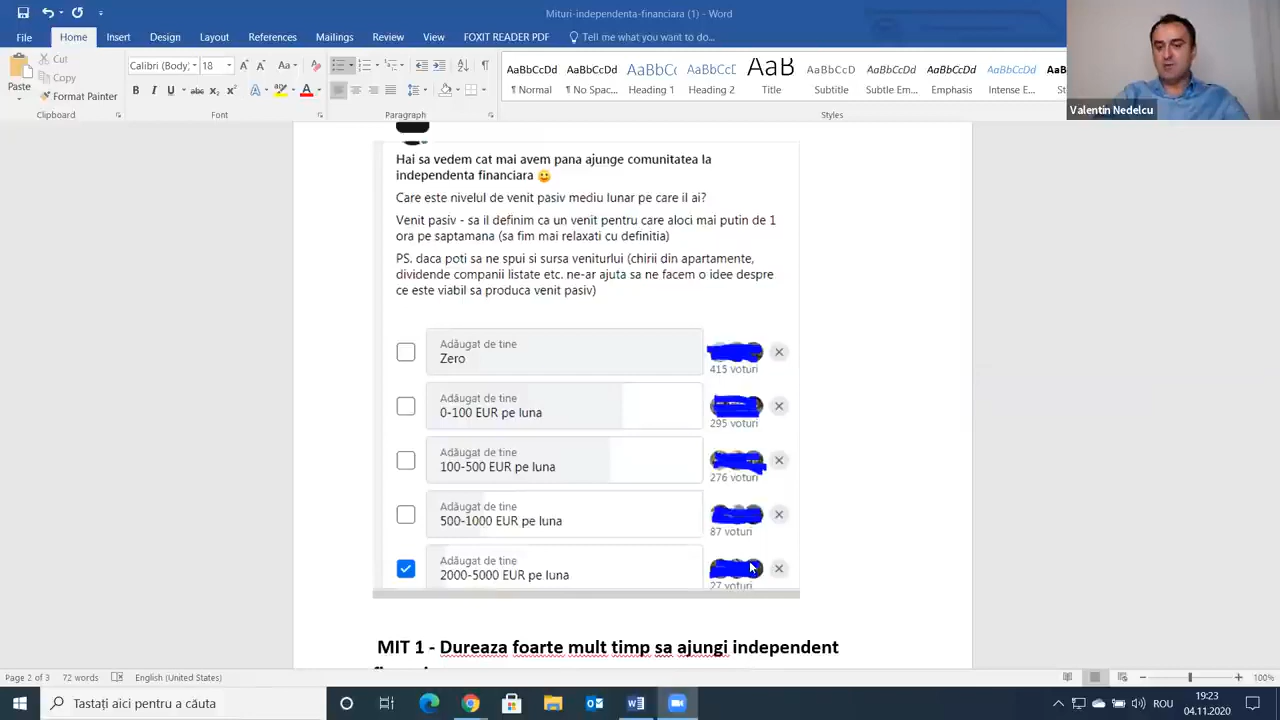 Mituri-independenta-financiara (1) - Word
File Home Insert Design Layout References Mailings Review View FOXIT READER PDF Tell me what you want to do...
Cut
Copy
Format Painter
Paste
Clipboard
Calibri (Body) 18
Font
Paragraph
AaBbCcDd AaBbCcDd AaBbCc AaBbCcD AaB AaBbCcD AaBbCcDd AaBbCcDd AaBbCcDd AaB
¶ Normal ¶ No Spac... Heading 1 Heading 2 Title Subtitle Subtle Em... Emphasis Intense E...
Styles
Valentin Nedelcu
Hai sa vedem cat mai avem pana ajunge comunitatea la
independenta financiara
Care este nivelul de venit pasiv mediu lunar pe care il ai?
Venit pasiv - sa il definim ca un venit pentru care aloci mai putin de 1
ora pe saptamana (sa fim mai relaxati cu definitia)
PS. daca poti sa ne spui si sursa veniturlui (chirii din apartamente,
dividende companii listate etc. ne-ar ajuta sa ne facem o idee despre
ce este viabil sa produca venit pasiv)
Adăugat de tine
Zero
415 voturi
Adăugat de tine
0-100 EUR pe luna
295 voturi
Adăugat de tine
100-500 EUR pe luna
276 voturi
Adăugat de tine
500-1000 EUR pe luna
87 voturi
Adăugat de tine
2000-5000 EUR pe luna
27 voturi
MIT 1 - Dureaza foarte mult timp sa ajungi independent
Page 2 of 3 72 words English (United States) 100%
Tastați aici pentru a căuta
ROU
19:23
04.11.2020